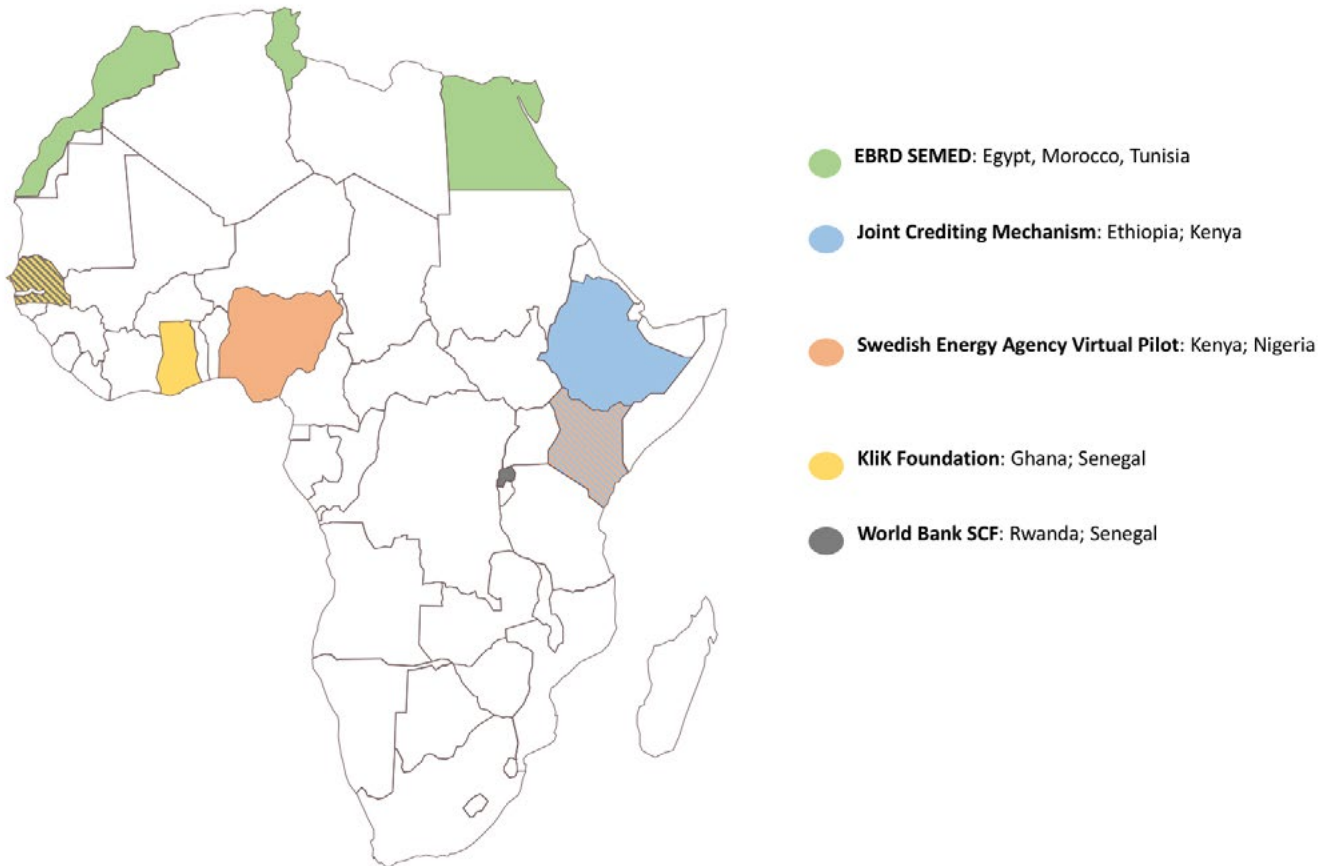 EBRD SEMED: Egypt, Morocco, Tunisia
Joint Crediting Mechanism: Ethiopia; Kenya
Swedish Energy Agency Virtual Pilot: Kenya; Nigeria
KliK Foundation: Ghana; Senegal
World Bank SCF: Rwanda; Senegal